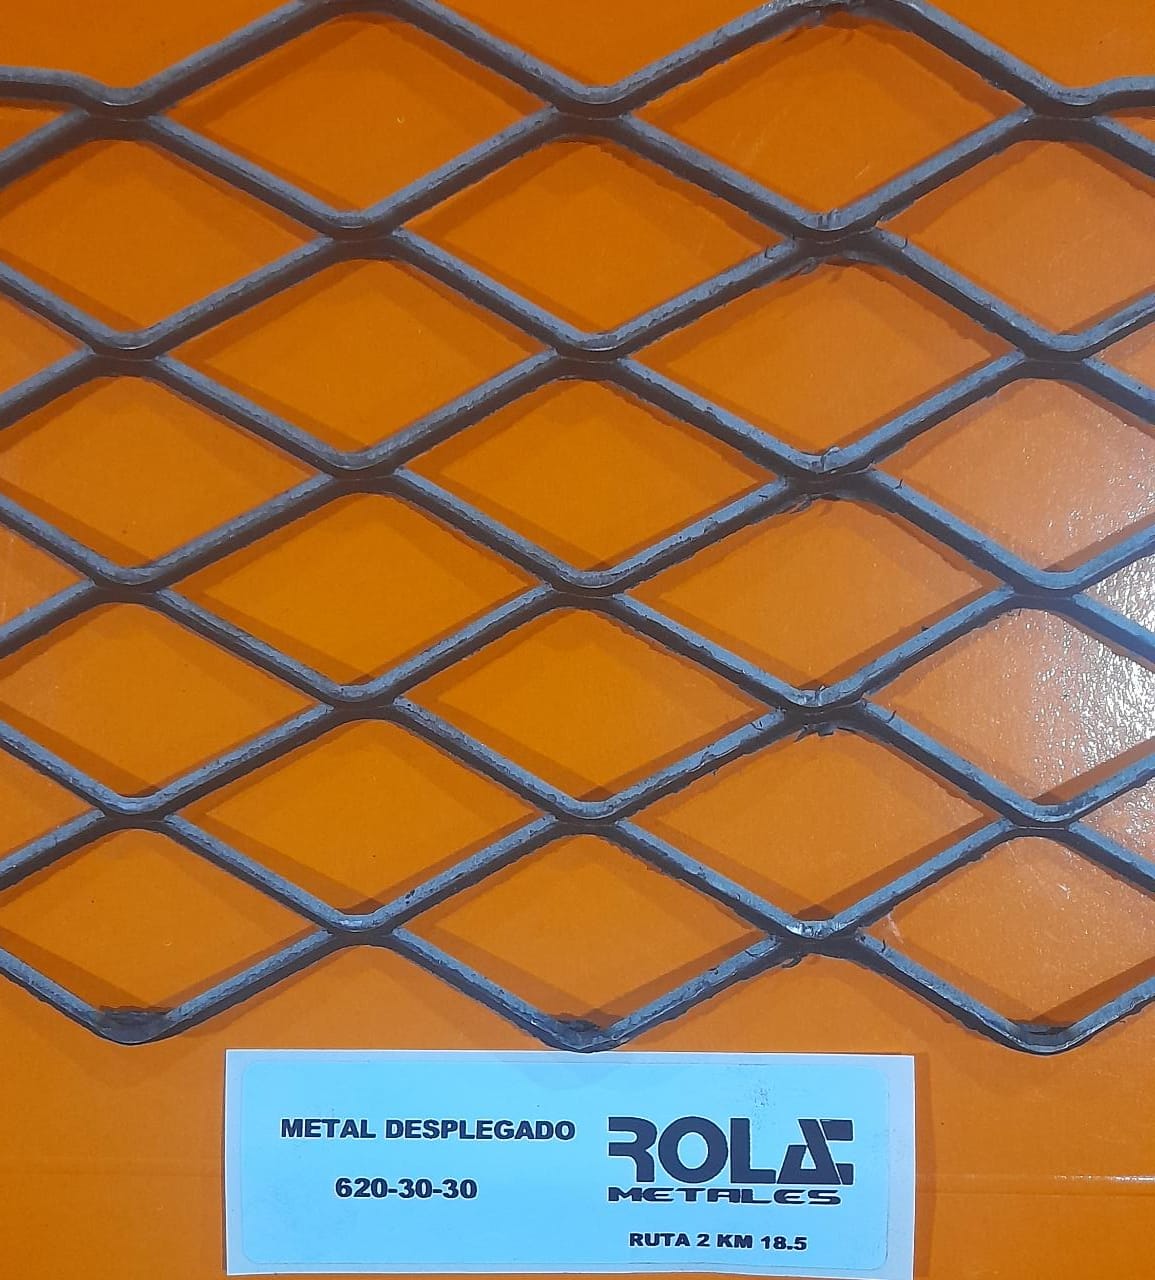 METAL DESPLEGADO
620-30-30
ROLA
METALES
RUTA 2 KM 18.5